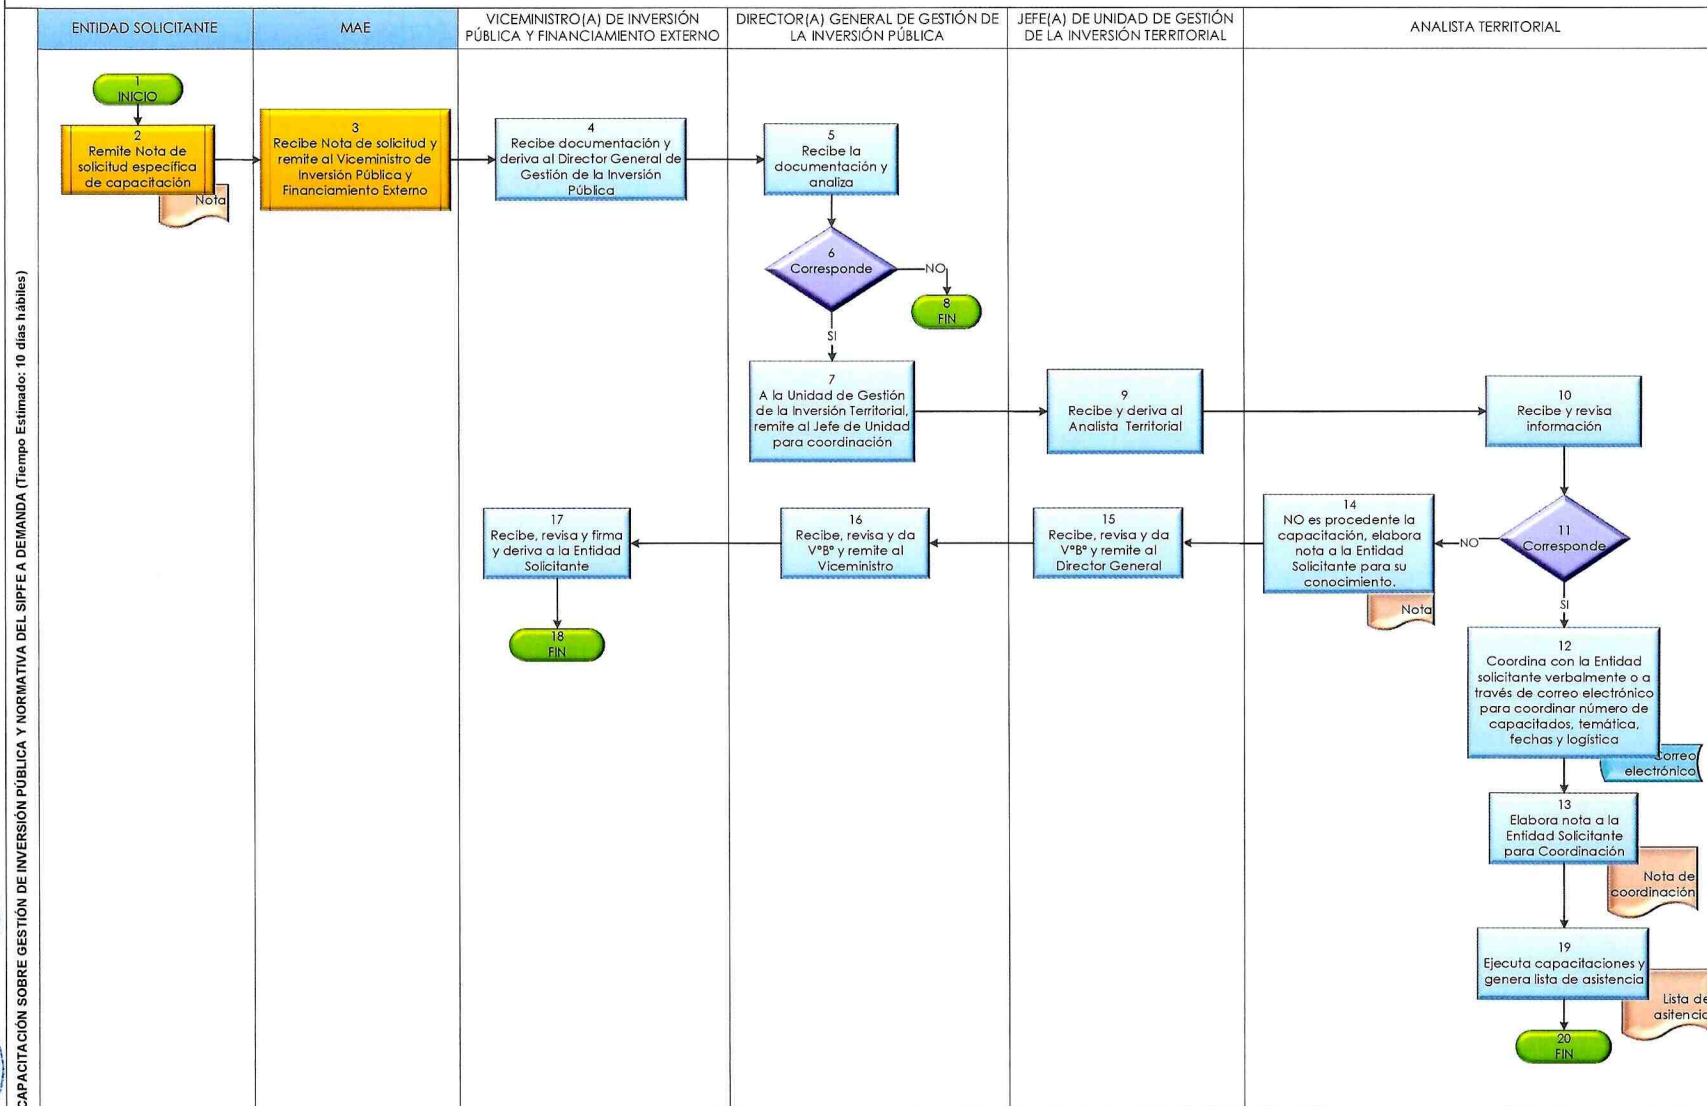 ENTIDAD SOLICITANTE
MAE
VICEMINISTRO(A) DE INVERSIÓN
PÚBLICA Y FINANCIAMIENTO EXTERNO
DIRECTOR(A) GENERAL DE GESTIÓN DE
LA INVERSIÓN PÚBLICA
JEFE(A) DE UNIDAD DE GESTIÓN
DE LA INVERSIÓN TERRITORIAL
ANALISTA TERRITORIAL
CAPACITACIÓN SOBRE GESTIÓN DE INVERSIÓN PÚBLICA Y NORMATIVA DEL SIPFE A DEMANDA (Tiempo Estimado: 10 días hábiles)
1
INICIO
2
Remite Nota de
solicitud específica
de capacitación
Nota
3
Recibe Nota de solicitud y
remite al Viceministro de
Inversión Pública y
Financiamiento Externo
4
Recibe documentación y
deriva al Director General de
Gestión de la Inversión
Pública
5
Recibe la
documentación y
analiza
6
Corresponde
NO
8
FIN
SI
7
A la Unidad de Gestión
de la Inversión Territorial,
remite al Jefe de Unidad
para coordinación
9
Recibe y deriva al
Analista Territorial
10
Recibe y revisa
información
11
Corresponde
NO
14
NO es procedente la
capacitación, elabora
nota a la Entidad
Solicitante para su
conocimiento.
Nota
15
Recibe, revisa y da
V°B° y remite al
Director General
16
Recibe, revisa y da
V°B° y remite al
Viceministro
17
Recibe, revisa y firma
y deriva a la Entidad
Solicitante
18
FIN
SI
12
Coordina con la Entidad
solicitante verbalmente o a
través de correo electrónico
para coordinar número de
capacitados, temática,
fechas y logística
Correo
electrónico
13
Elabora nota a la
Entidad Solicitante
para Coordinación
Nota de
coordinación
19
Ejecuta capacitaciones y
genera lista de asistencia
Lista de
asitencia
20
FIN